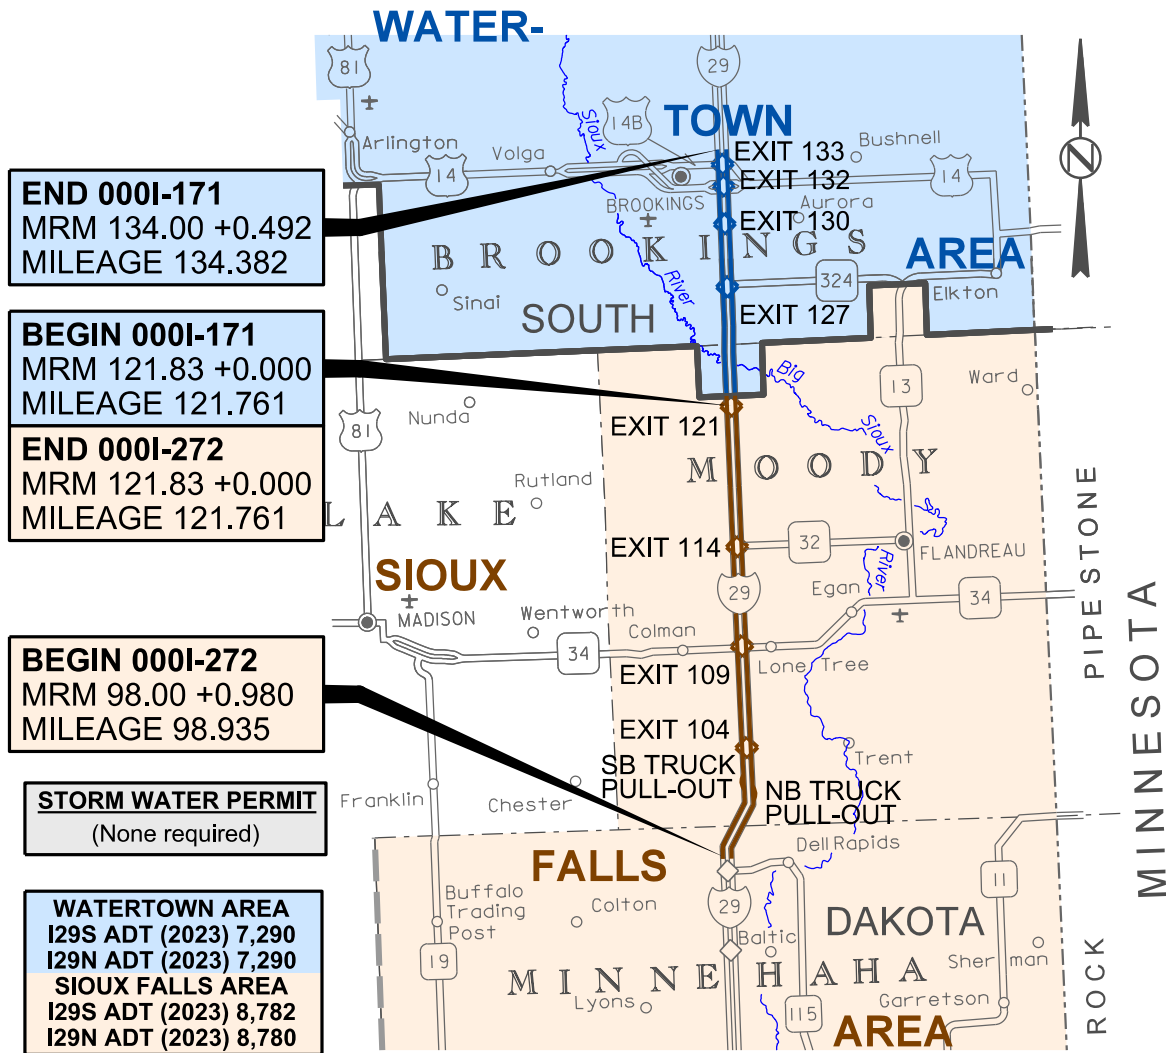 WATER-
TOWN
AREA
81
29
14B
Sioux
Arlington
Volga
14
BROOKINGS
Bushnell
14
Aurora
EXIT 133
EXIT 132
EXIT 130
EXIT 127
BROOKINGS
Sinai
River
324
Elkton
SOUTH
END 000I-171
MRM 134.00 +0.492
MILEAGE 134.382
BEGIN 000I-171
MRM 121.83 +0.000
MILEAGE 121.761
END 000I-272
MRM 121.83 +0.000
MILEAGE 121.761
Nunda
81
Rutland
LAKE
SIOUX
MADISON
Wentworth
34
Colman
EXIT 121
Big
Sioux
River
13
Ward
MOODY
EXIT 114
32
FLANDREAU
29
Egan
34
Lone Tree
EXIT 109
EXIT 104
SB TRUCK
PULL-OUT
NB TRUCK
PULL-OUT
Trent
PIPESTONE
MINNESOTA
ROCK
BEGIN 000I-272
MRM 98.00 +0.980
MILEAGE 98.935
Franklin
Chester
STORM WATER PERMIT
(None required)
FALLS
Dell Rapids
11
Buffalo
Trading
Post
Colton
29
DAKOTA
Baltic
19
MINNEHAHA
Sherman
Lyons
115
Garretson
AREA
WATERTOWN AREA
I29S ADT (2023) 7,290
I29N ADT (2023) 7,290
SIOUX FALLS AREA
I29S ADT (2023) 8,782
I29N ADT (2023) 8,780
N